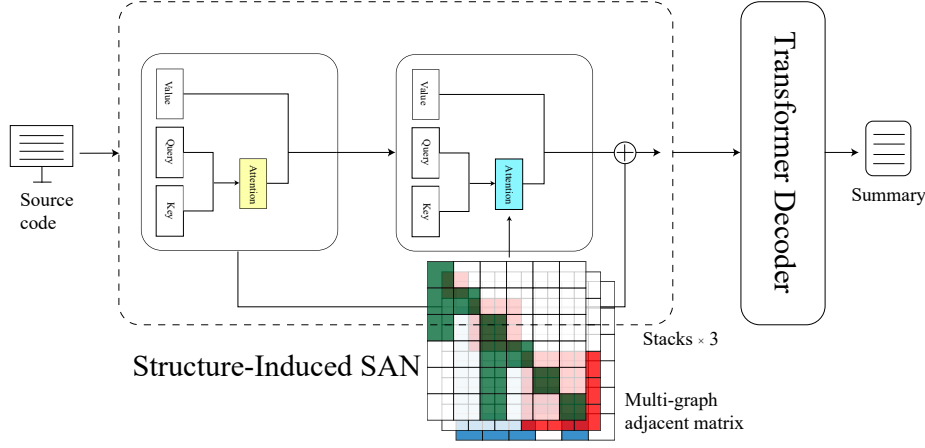 Source
code
Value
Query
Key
Attention
Value
Query
Key
Attention
Transformer Decoder
Summary
Stacks × 3
Structure-Induced SAN
Multi-graph
adjacent matrix